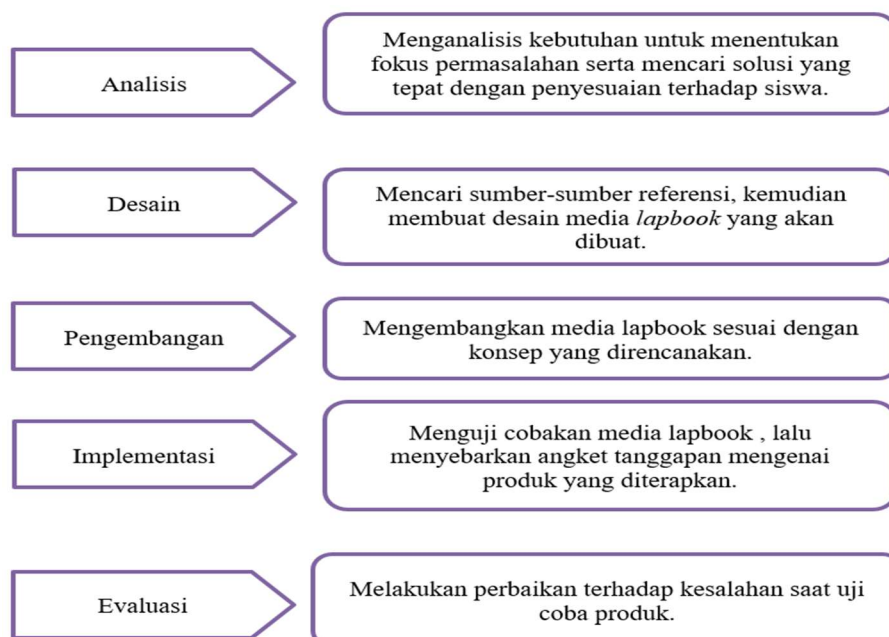 Analisis
Menganalisis kebutuhan untuk menentukan
fokus permasalahan serta mencari solusi yang
tepat dengan penyesuaian terhadap siswa.
Desain
Mencari sumber-sumber referensi, kemudian
membuat desain media lapbook yang akan
dibuat.
Pengembangan
Mengembangkan media lapbook sesuai dengan
konsep yang direncanakan.
Implementasi
Menguji cobakan media lapbook , lalu
menyebarkan angket tanggapan mengenai
produk yang diterapkan.
Evaluasi
Melakukan perbaikan terhadap kesalahan saat uji
coba produk.